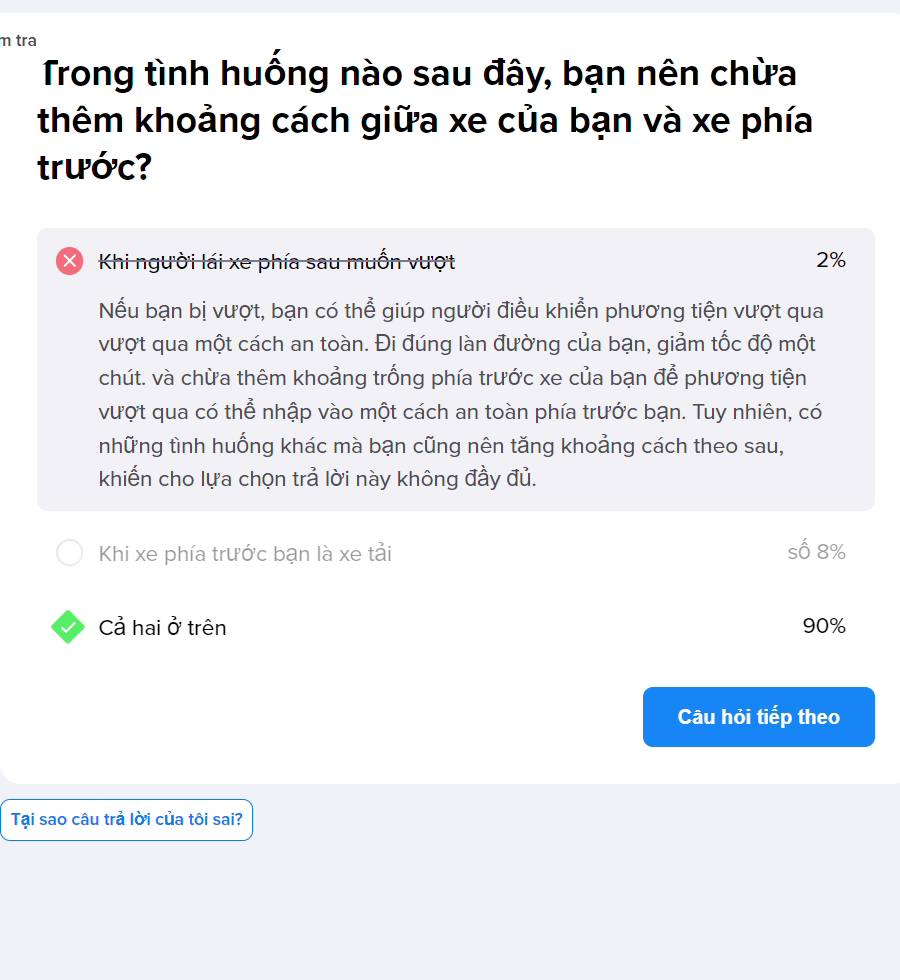 m tra
Trong tình huống nào sau đây, bạn nên chừa
thêm khoảng cách giữa xe của bạn và xe phía
trước?
Khi người lái xe phía sau muốn vượt
2%
Nếu bạn bị vượt, bạn có thể giúp người điều khiển phương tiện vượt qua
vượt qua một cách an toàn. Đi đúng làn đường của bạn, giảm tốc độ một
chút. và chừa thêm khoảng trống phía trước xe của bạn để phương tiện
vượt qua có thể nhập vào một cách an toàn phía trước bạn. Tuy nhiên, có
những tình huống khác mà bạn cũng nên tăng khoảng cách theo sau,
khiến cho lựa chọn trả lời này không đầy đủ.
Khi xe phía trước bạn là xe tải
số 8%
Cả hai ở trên
90%
Câu hỏi tiếp theo
Tại sao câu trả lời của tôi sai?